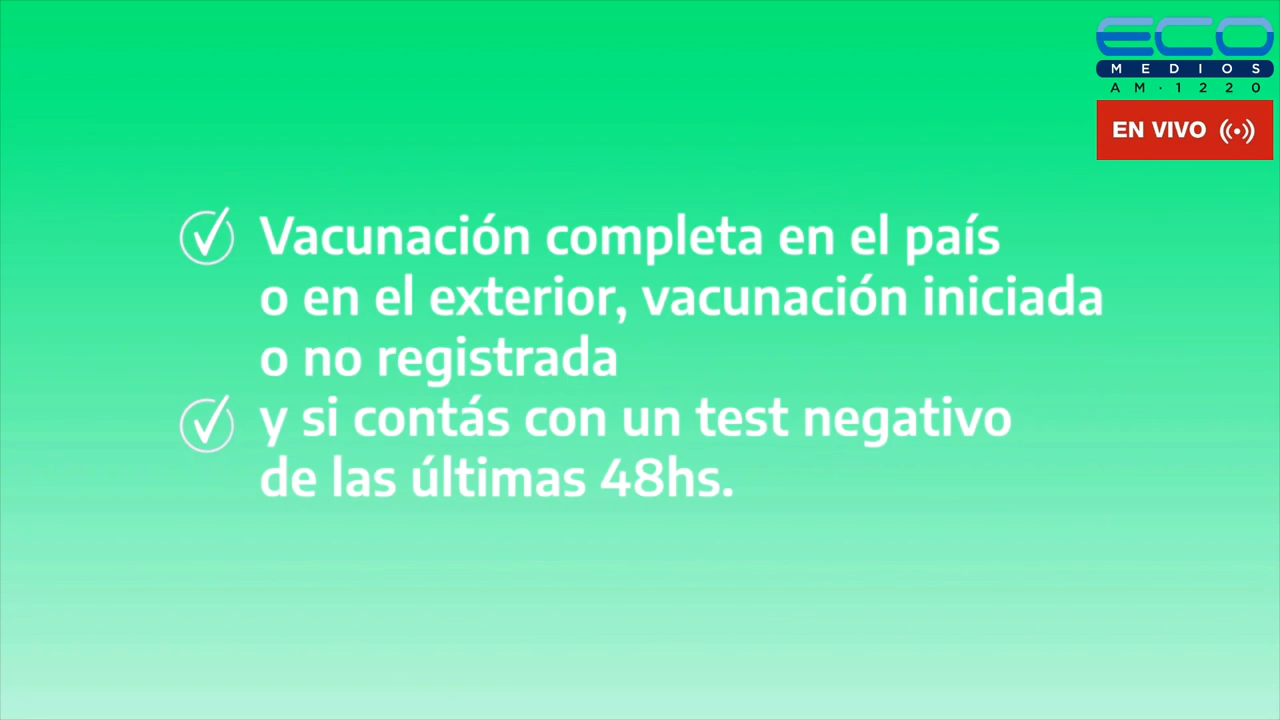 ECO
MEDIOS
AM·1220
EN VIVO
Vacunación completa en el país
o en el exterior, vacunación iniciada
o no registrada
y si contás con un test negativo
de las últimas 48hs.